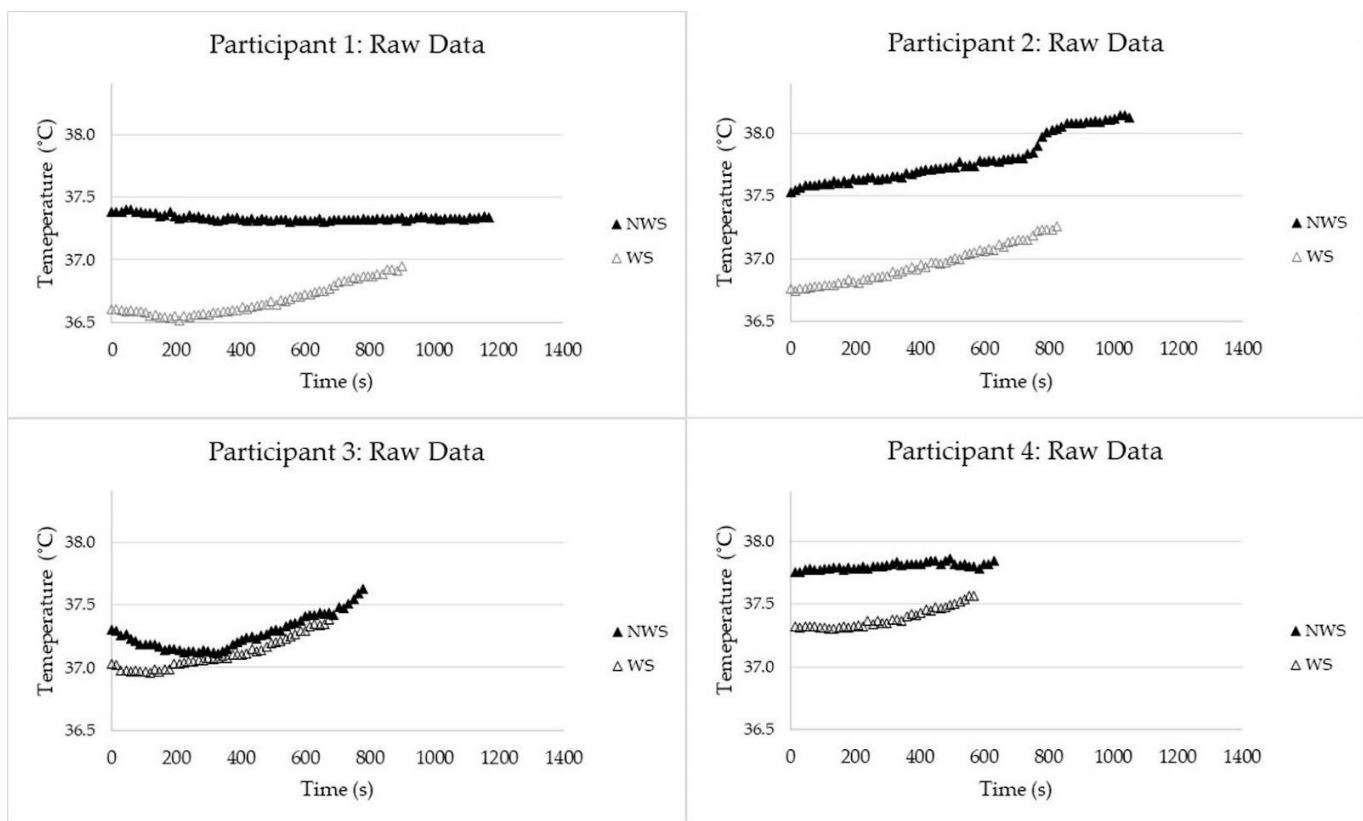 Participant 1: Raw Data
Temeperature (°C)
38.0
37.5
37.0
36.5
0 200 400 600 800 1000 1200 1400
Time (s)
NWS
WS
Participant 2: Raw Data
Temeperature (°C)
38.0
37.5
37.0
36.5
0 200 400 600 800 1000 1200 1400
Time (s)
NWS
WS
Participant 3: Raw Data
Temeperature (°C)
38.0
37.5
37.0
36.5
0 200 400 600 800 1000 1200 1400
Time (s)
NWS
WS
Participant 4: Raw Data
Temeperature (°C)
38.0
37.5
37.0
36.5
0 200 400 600 800 1000 1200 1400
Time (s)
NWS
WS